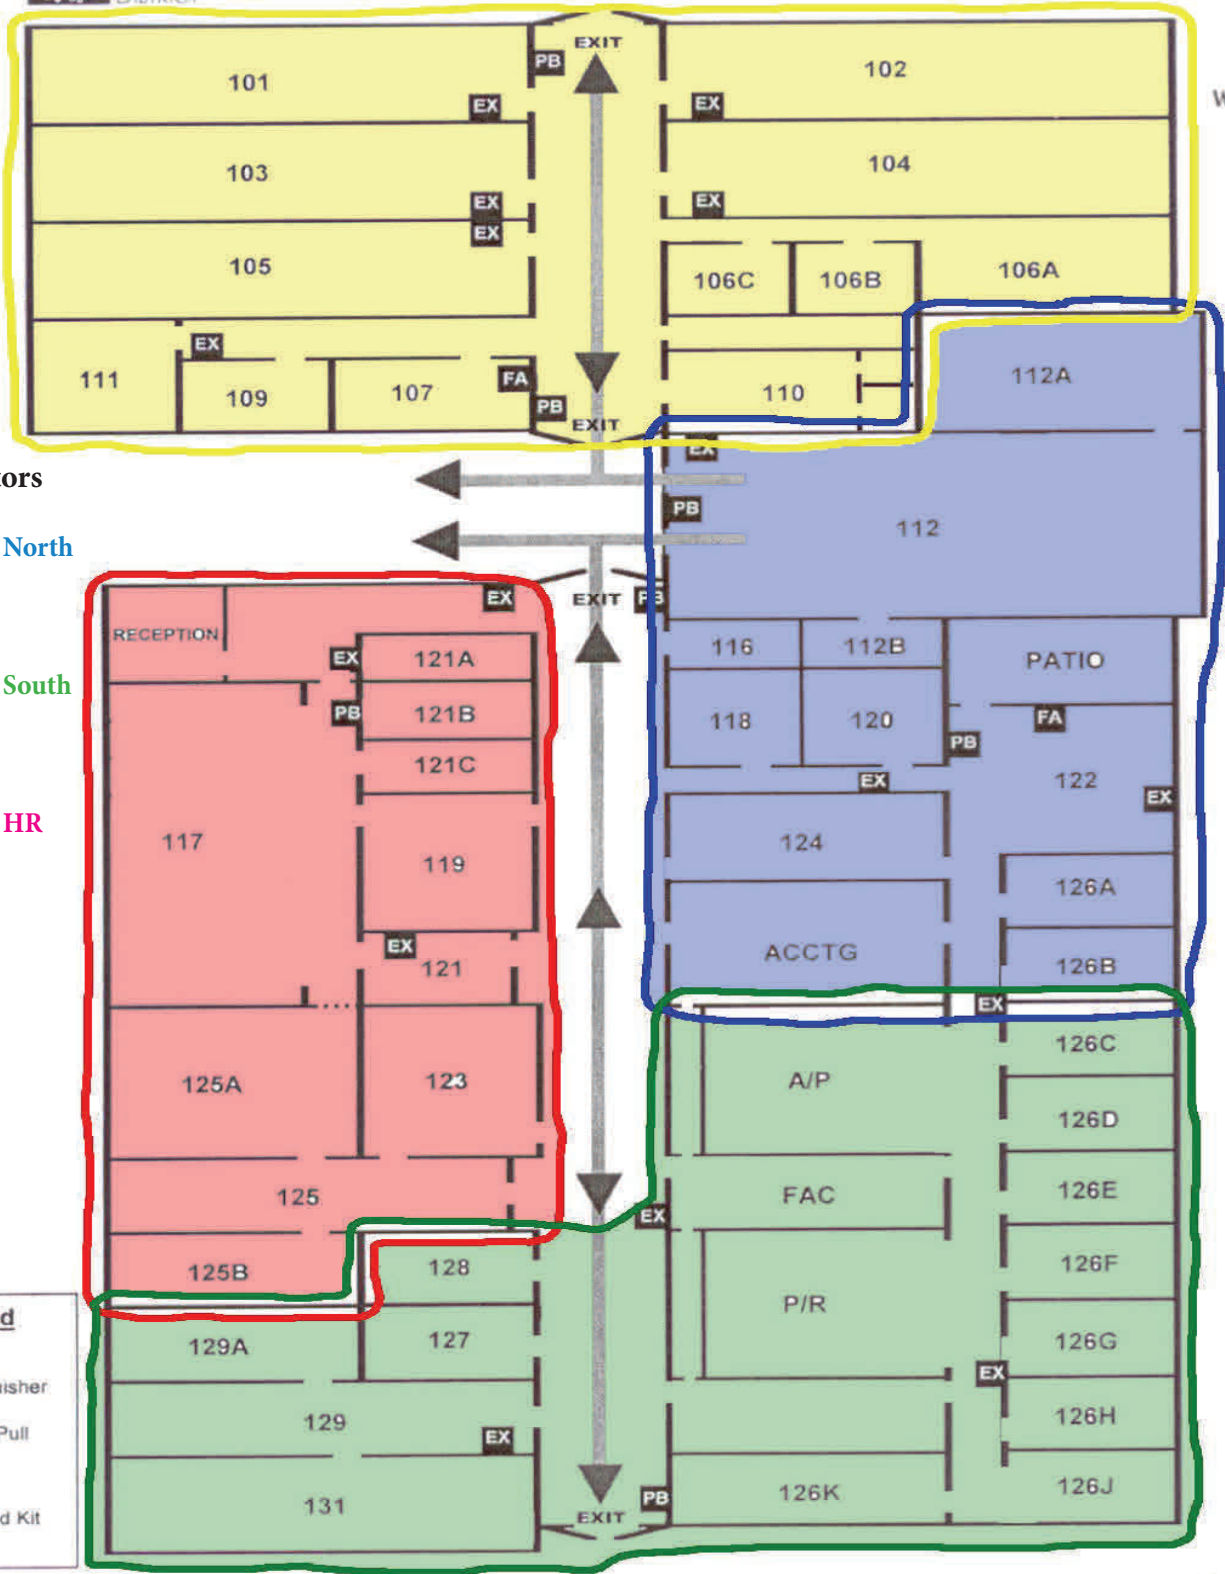 EXIT
PB
101
102
EX
EX
103
104
EX
EX
EX
105
106C
106B
106A
EX
111
109
107
FA
PB
110
112A
EXIT
EX
tors
PB
112
North
EX
EXIT
PB
RECEPTION
EX
121A
116
112B
PATIO
South
PB
121B
118
120
FA
PB
121C
EX
122
EX
HR
117
119
124
126A
EX
121
ACCTG
126B
EX
126C
125A
123
A/P
126D
125
FAC
126E
EX
125B
128
126F
d
129A
127
P/R
126G
EX
isher
129
126H
Pull
EX
131
PB
126K
126J
d Kit
EXIT